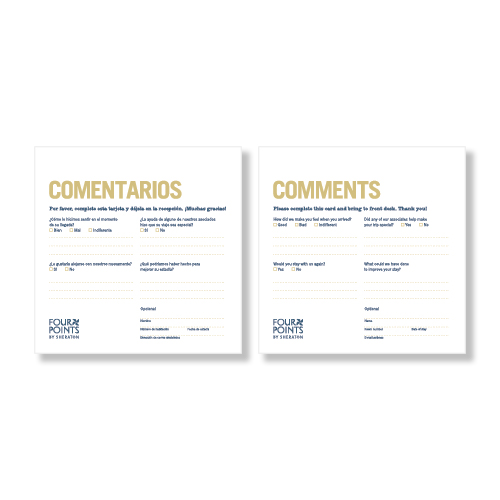 COMENTARIOS
Por favor, complete esta tarjeta y déjela en la recepción. ¡Muchas gracias!
¿Cómo le hicimos sentir en el momento
de su llegada?
Bien Mal Indiferente
¿Le ayudó alguno de nuestros asociados
hizo que su viaje sea especial?
Sí No
¿Le gustaría alojarse con nosotros nuevamente?
Sí No
¿Qué podríamos haber hecho para
mejorar su estadía?
Opcional
Nombre
Número de habitación Fecha de estadía
Dirección de correo electrónico
FOUR
POINTS
BY SHERATON
COMMENTS
Please complete this card and bring to front desk. Thank you!
How did we make you feel when you arrived?
Good Bad Indifferent
Did any of our associates help make
your trip special? Yes No
Would you stay with us again?
Yes No
What could we have done
to improve your stay?
Optional
Name
Room number Date of stay
E-mail address
FOUR
POINTS
BY SHERATON